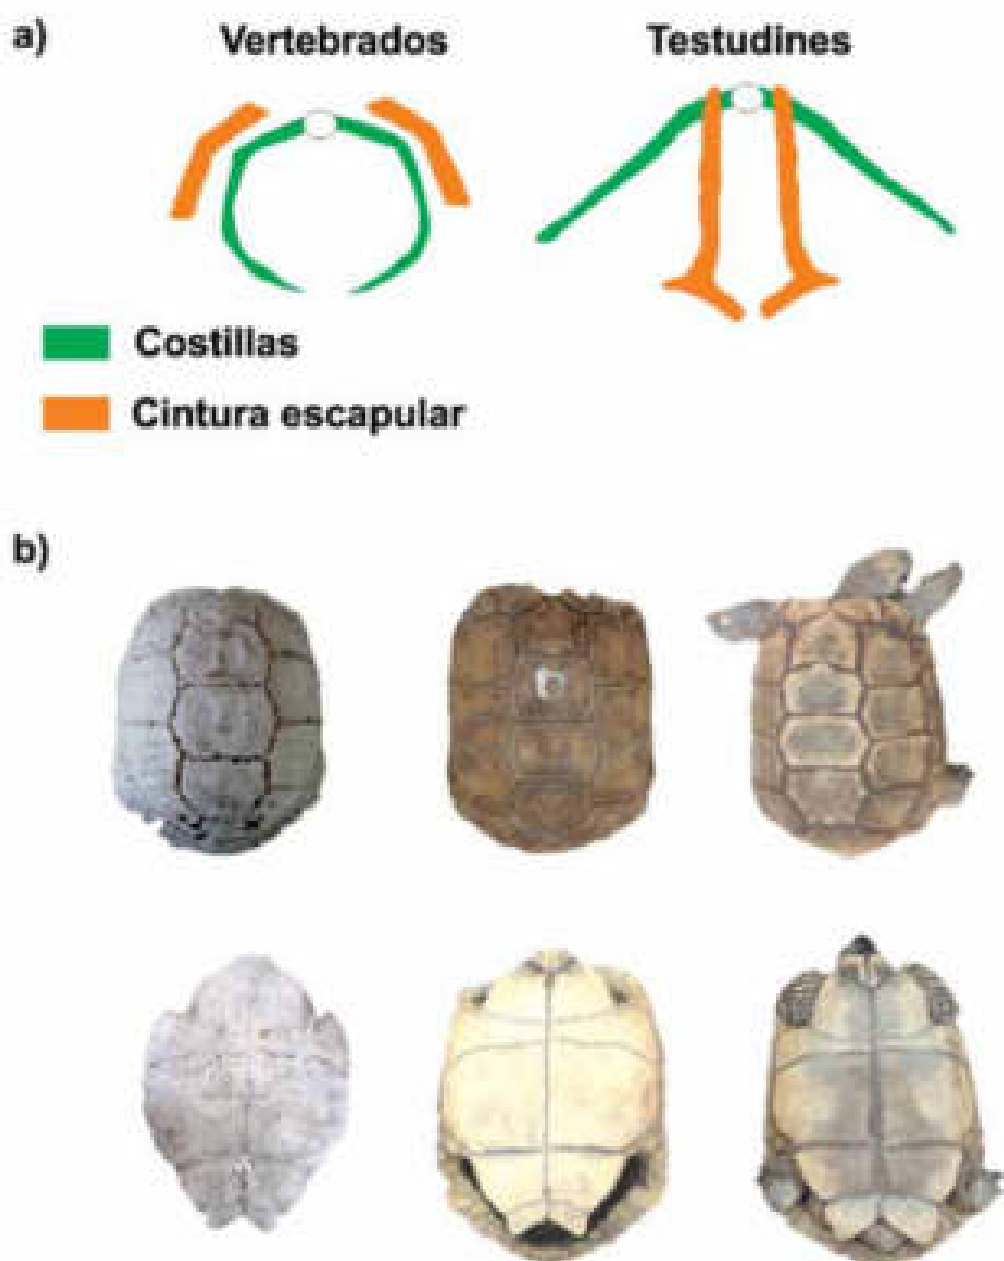 a)
Vertebrados
Testudines
Costillas
Cintura escapular
b)